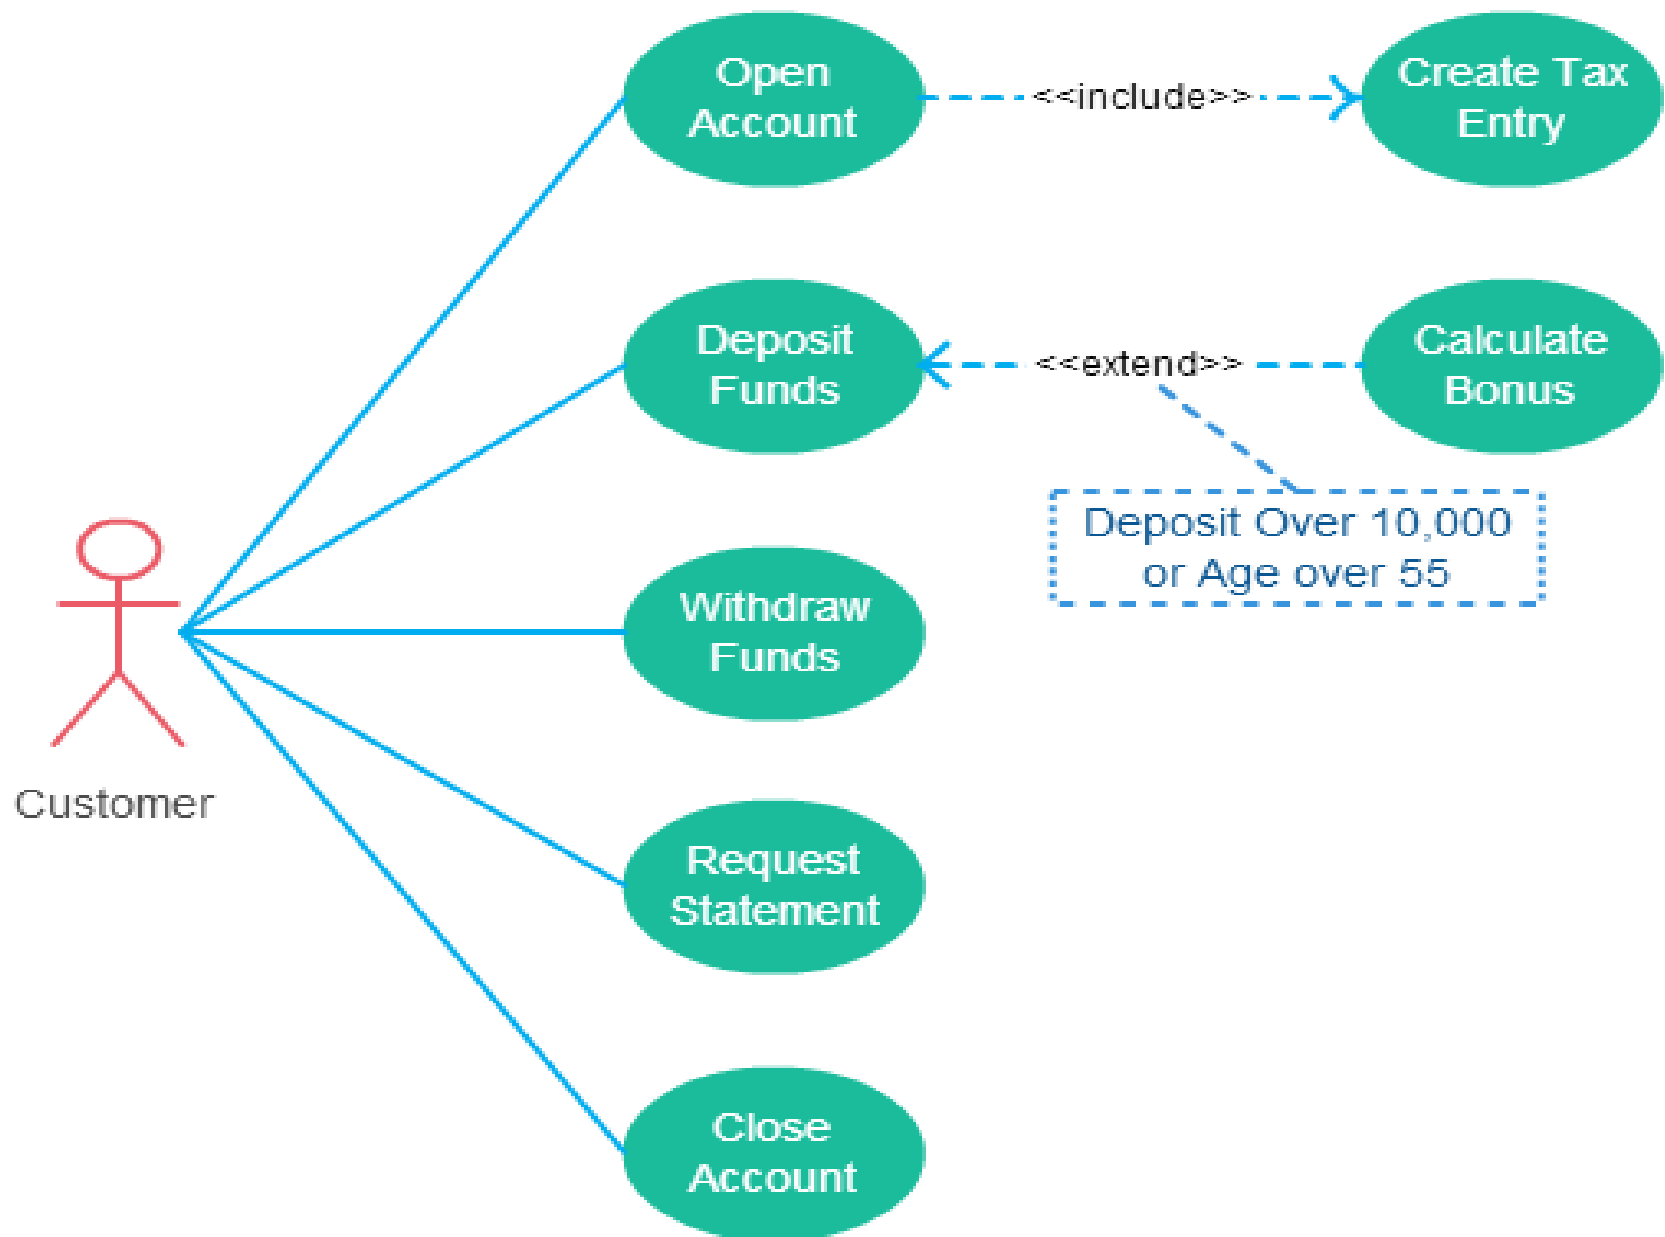 Open
Account
<<include>>
Create Tax
Entry
Deposit
Funds
<<extend>>
Calculate
Bonus
Deposit Over 10,000
or Age over 55
Withdraw
Funds
Customer
Request
Statement
Close
Account